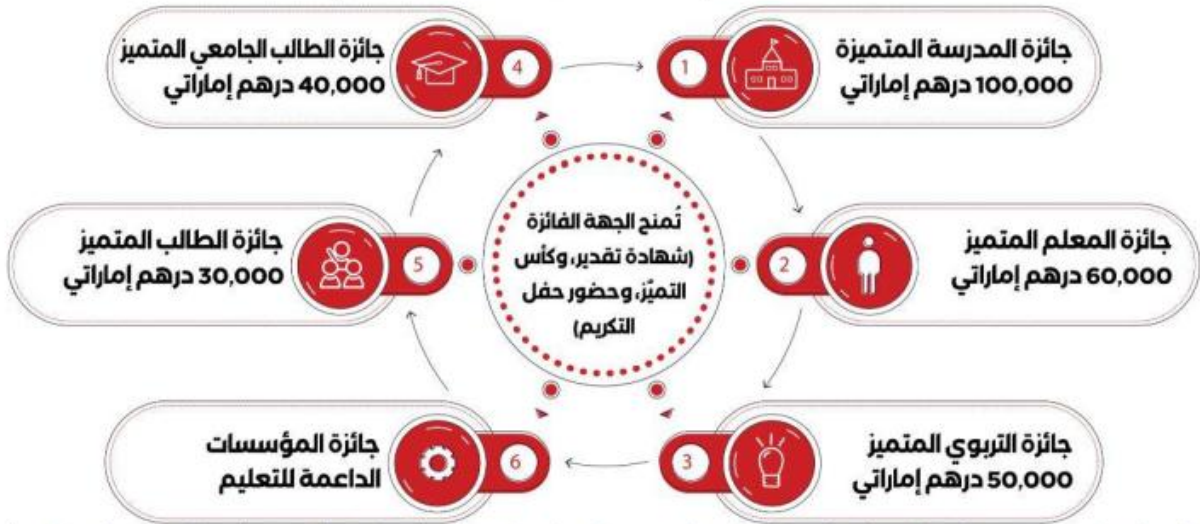 1
جائزة المدرسة المتميزة
100,000 درهم إماراتي
2
جائزة المعلم المتميز
60,000 درهم إماراتي
3
جائزة التربوي المتميز
50,000 درهم إماراتي
4
جائزة الطالب الجامعي المتميز
40,000 درهم إماراتي
5
جائزة الطالب المتميز
30,000 درهم إماراتي
6
جائزة المؤسسات
الداعمة للتعليم
تُمنح الجهة الفائزة
(شهادة تقدير، وكأس
التميّز، وحضور حفل
التكريم)